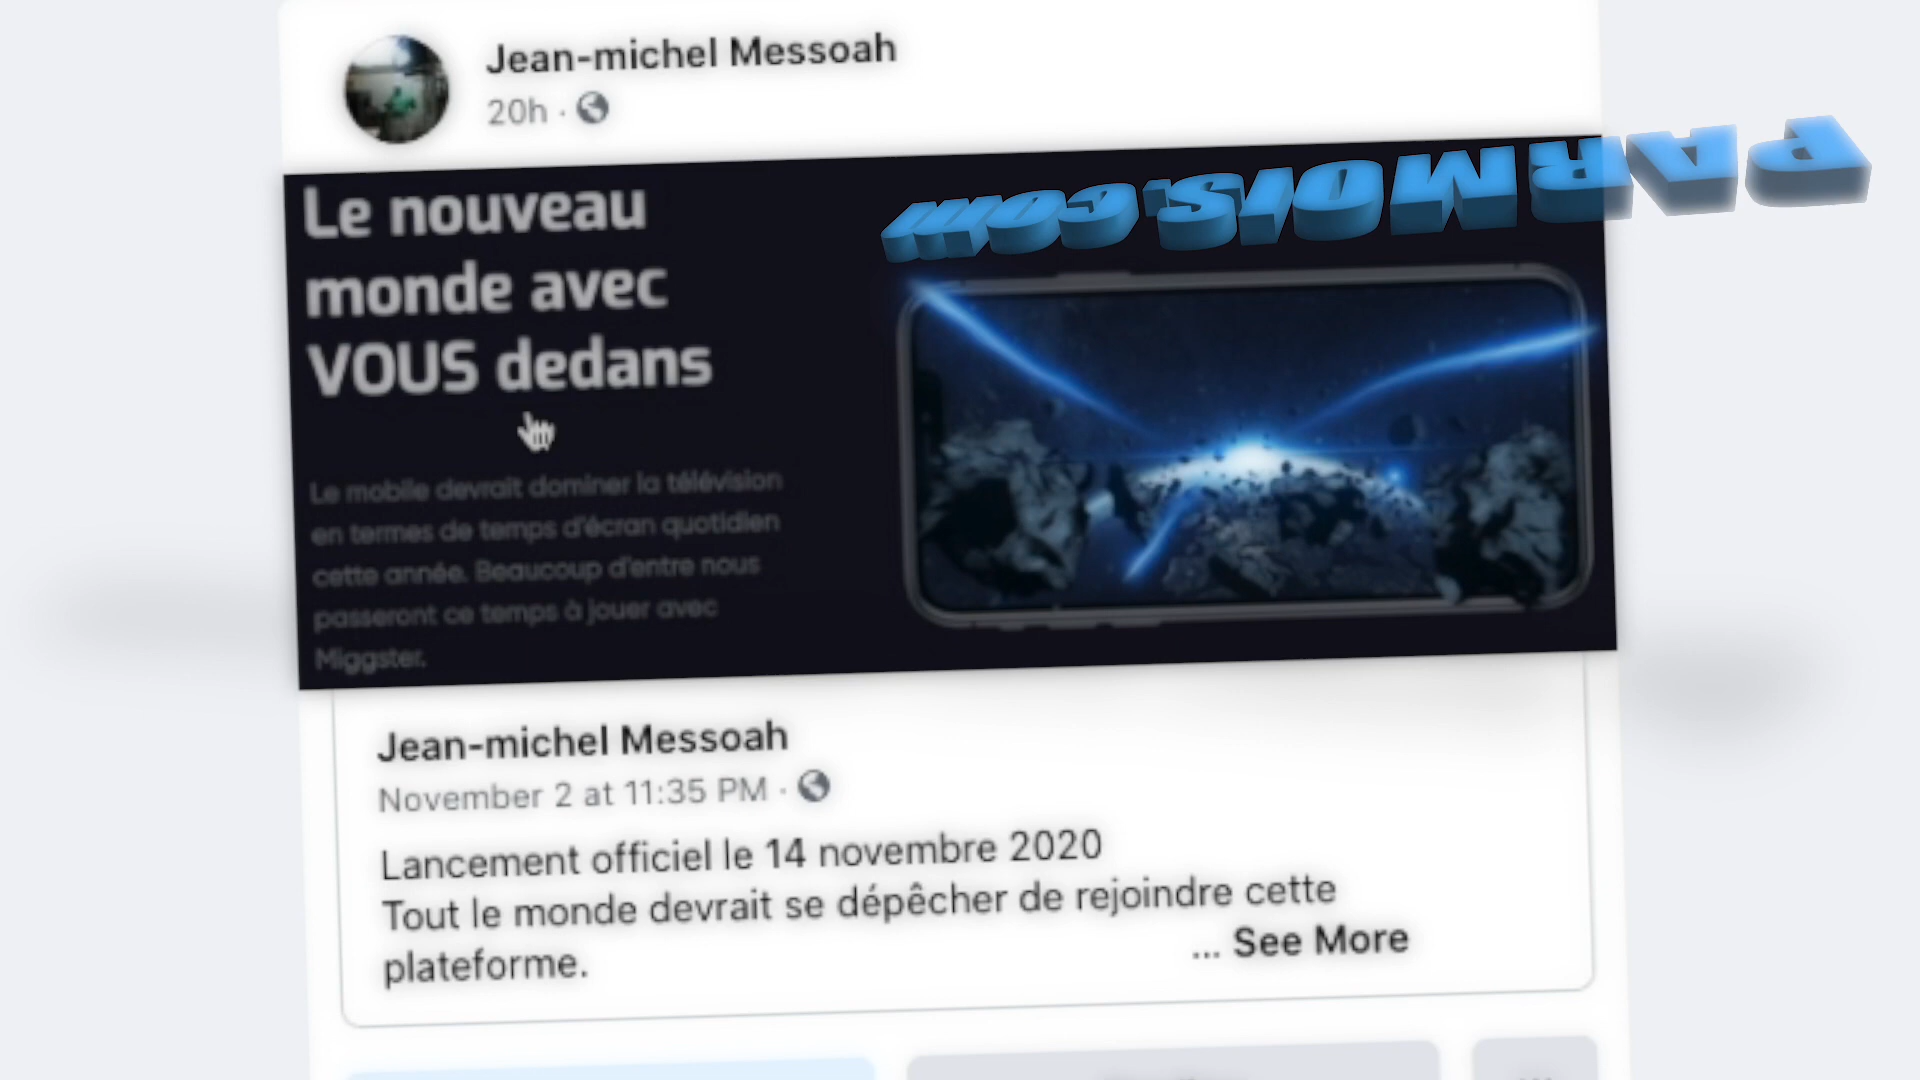 Jean-michel Messoah
20h ·
PARMOIS.com
Le nouveau
monde avec
VOUS dedans
Le mobile devrait dominer la télévision
en termes de temps d'écran quotidien
cette année. Beaucoup d'entre nous
passeront ce temps à jouer avec
Miggster.
Jean-michel Messoah
November 2 at 11:35 PM ·
Lancement officiel le 14 novembre 2020
Tout le monde devrait se dépêcher de rejoindre cette
plateforme. ... See More